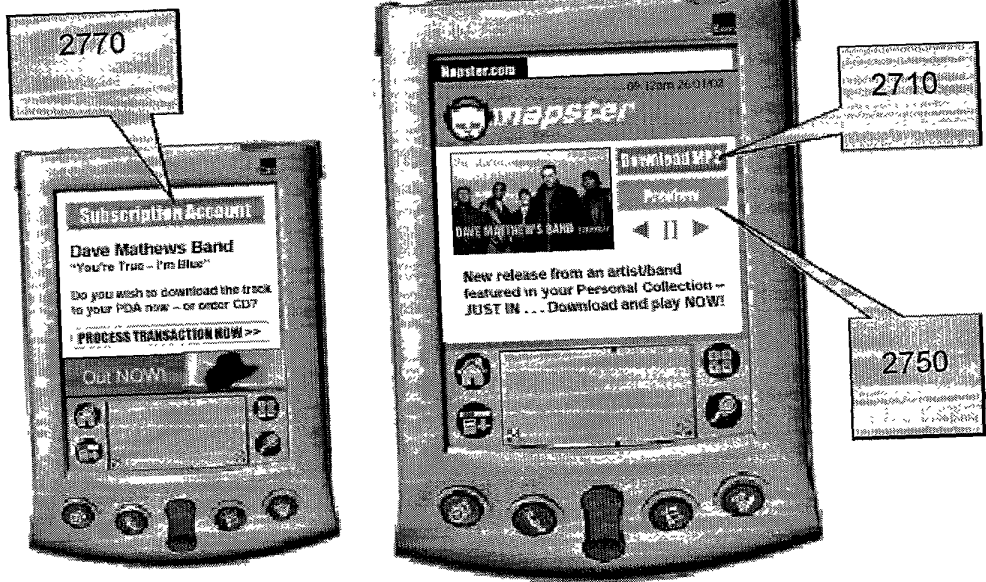 2770
Subscription Account
Dave Mathews Band
"You're True – I'm Blue"
Do you wish to download the track
to your PDA now – or order CD?
PROCESS TRANSACTION NOW >>
Out NOW!
Napster.com
26/01/02
napster
DAVE MATTHEWS BAND
Download MP3
Preview
New release from an artist/band
featured in your Personal Collection –
JUST IN . . . Download and play NOW!
2710
2750